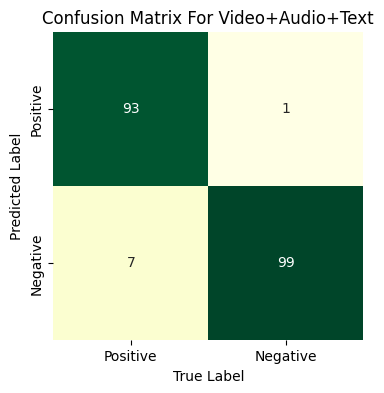 Confusion Matrix For Video+Audio+Text
Predicted Label
Positive
93
1
Negative
7
99
Positive
Negative
True Label